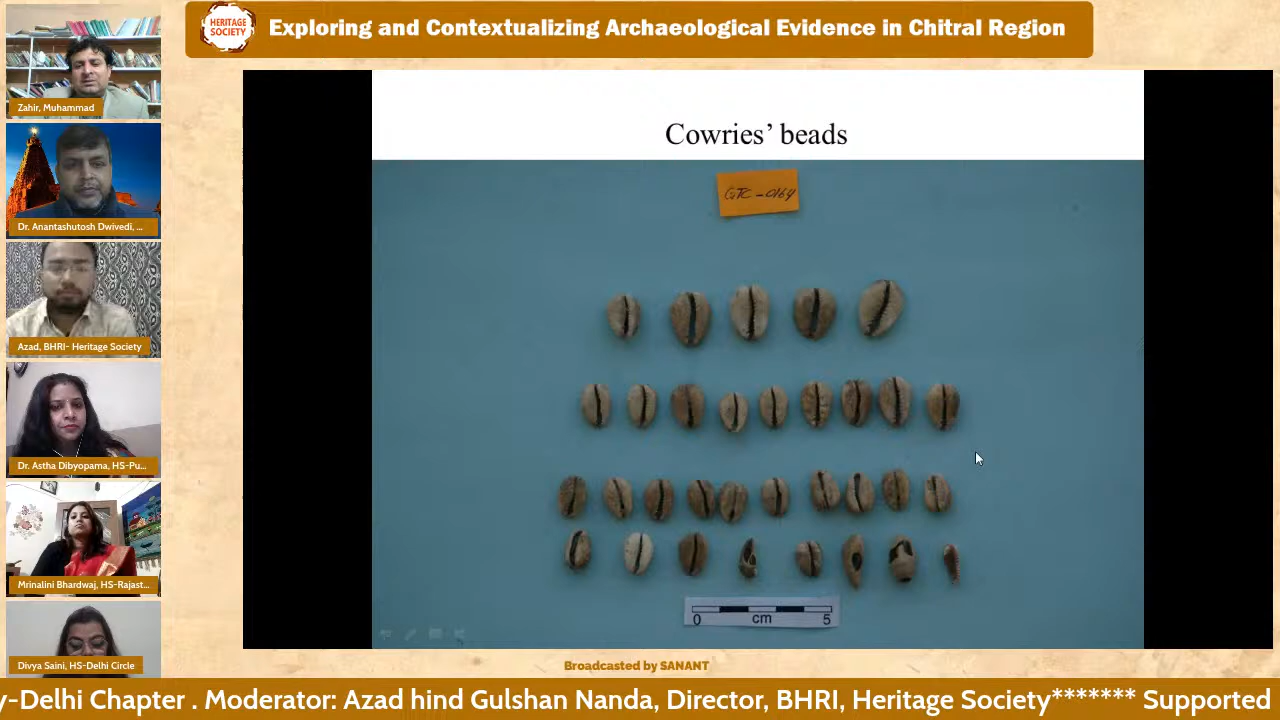 HERITAGE
SOCIETY
Exploring and Contextualizing Archaeological Evidence in Chitral Region
Zahir, Muhammad
Dr. Anantashutosh Dwivedi, ...
Azad, BHRI- Heritage Society
Dr. Astha Dibyopama, HS-Pu...
Mrinalini Bhardwaj, HS-Rajast...
Divya Saini, HS-Delhi Circle
Cowries’ beads
GTC-0164
0 cm 5
Broadcasted by SANANT
y-Delhi Chapter . Moderator: Azad hind Gulshan Nanda, Director, BHRI, Heritage Society******* Supported